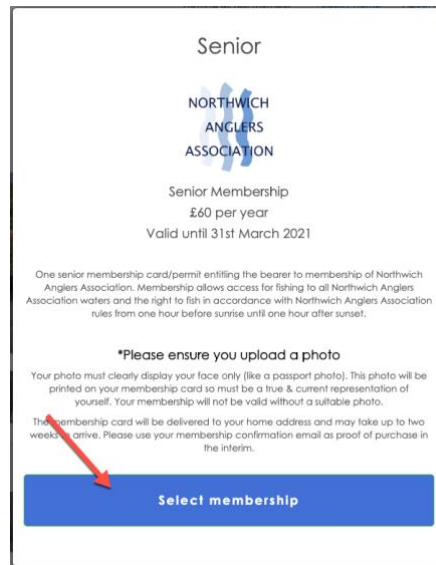 Senior
NORTHWICH
ANGLERS
ASSOCIATION
Senior Membership
£60 per year
Valid until 31st March 2021
One senior membership card/permit entitling the bearer to membership of Northwich
Anglers Association. Membership allows access for fishing to all Northwich Anglers
Association waters and the right to fish in accordance with Northwich Anglers Association
rules from one hour before sunrise until one hour after sunset.
*Please ensure you upload a photo
Your photo must clearly display your face only (like a passport photo). This photo will be
printed on your membership card so must be a true & current representation of
yourself. Your membership will not be valid without a suitable photo.
The membership card will be delivered to your home address and may take up to two
weeks to arrive. Please use your membership confirmation email as proof of purchase in
the interim.
Select membership